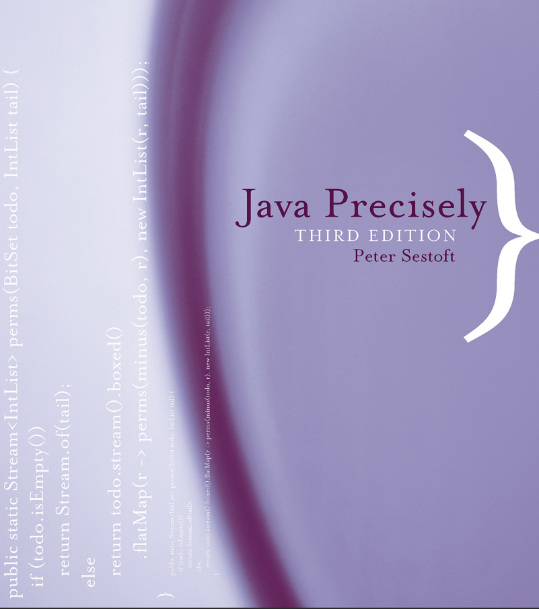 Java Precisely
THIRD EDITION
Peter Sestoft
}
public static Stream<IntList> perms(BitSet todo, IntList tail) {
if (todo.isEmpty())
return Stream.of(tail);
else
return todo.stream().boxed()
.flatMap(r -> perms(minus(todo, r), new IntList(r, tail)));
}